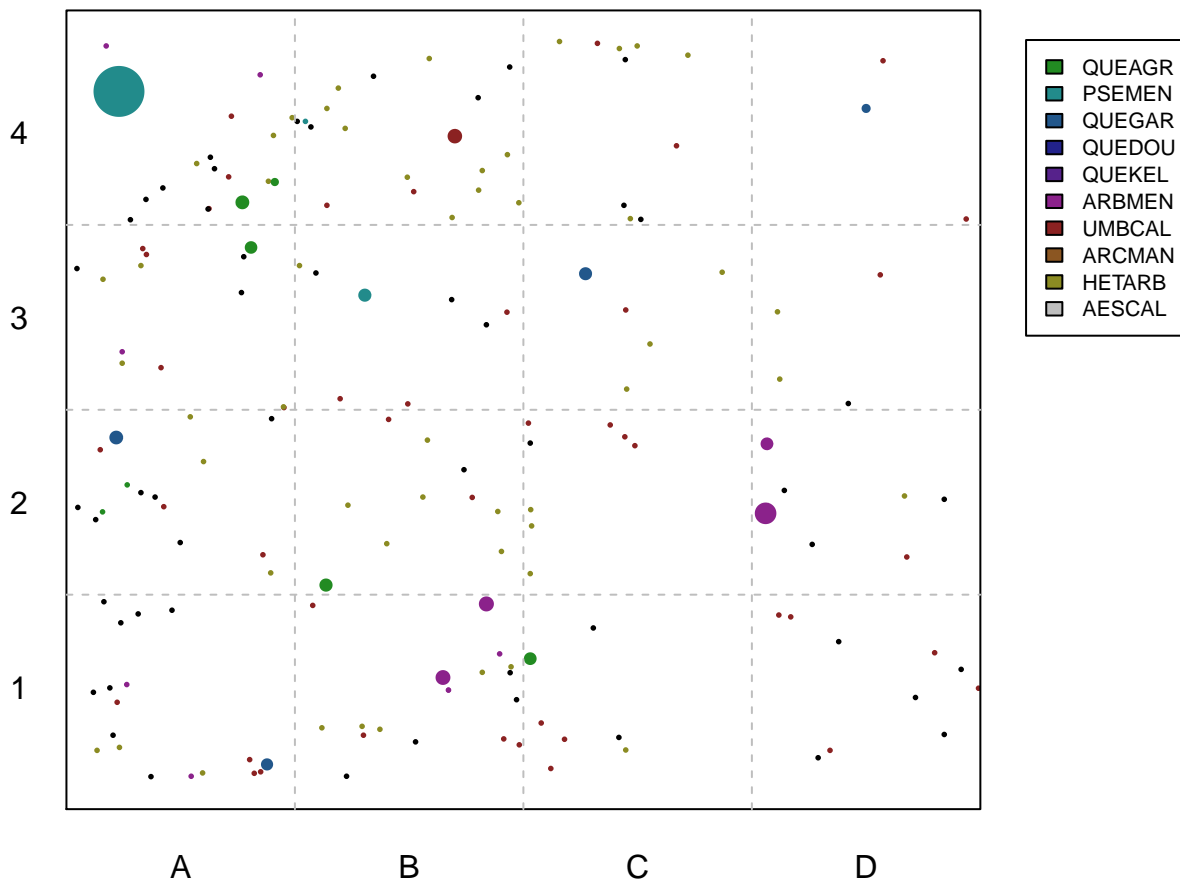 4
3
2
1
A B C D
QUEAGR
PSEMEN
QUEGAR
QUEDOU
QUEKEL
ARBMEN
UMBCAL
ARCMAN
HETARB
AESCAL